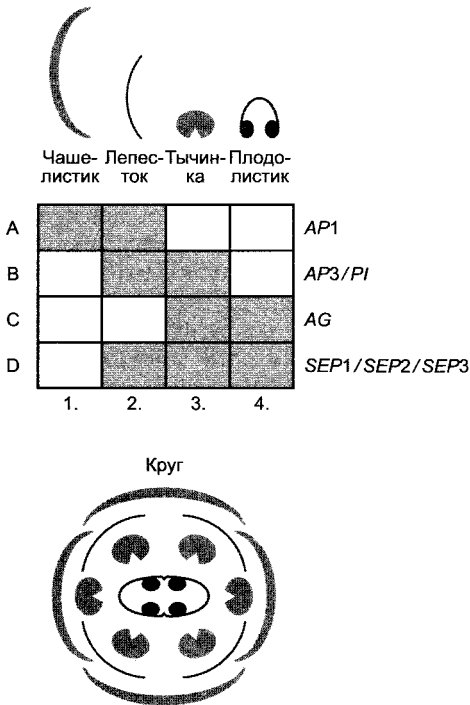 Чаше- Лепес- Тычин- Плодо-
листик ток ка листик
A AP1
B AP3/PI
C AG
D SEP1/SEP2/SEP3
1. 2. 3. 4.
Круг